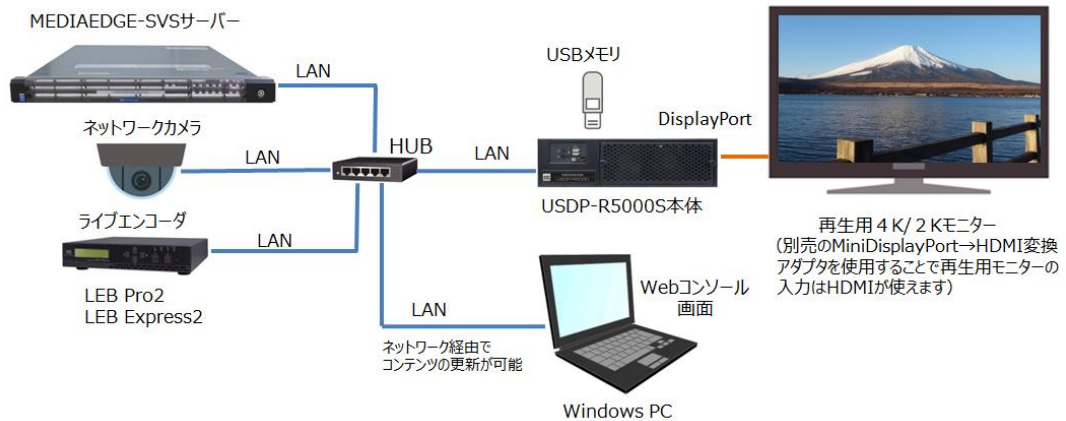 MEDIAEDGE-SVSサーバー
LAN
ネットワークカメラ
LAN
HUB
LAN
USBメモリ
DisplayPort
USDP-R5000S本体
ライブエンコーダ
LAN
LEB Pro2
LEB Express2
再生用４K/２Kモニター
（別売のMiniDisplayPort→HDMI変換
アダプタを使用することで再生用モニターの
入力はHDMIが使えます）
LAN
Webコンソール
画面
ネットワーク経由で
コンテンツの更新が可能
Windows PC